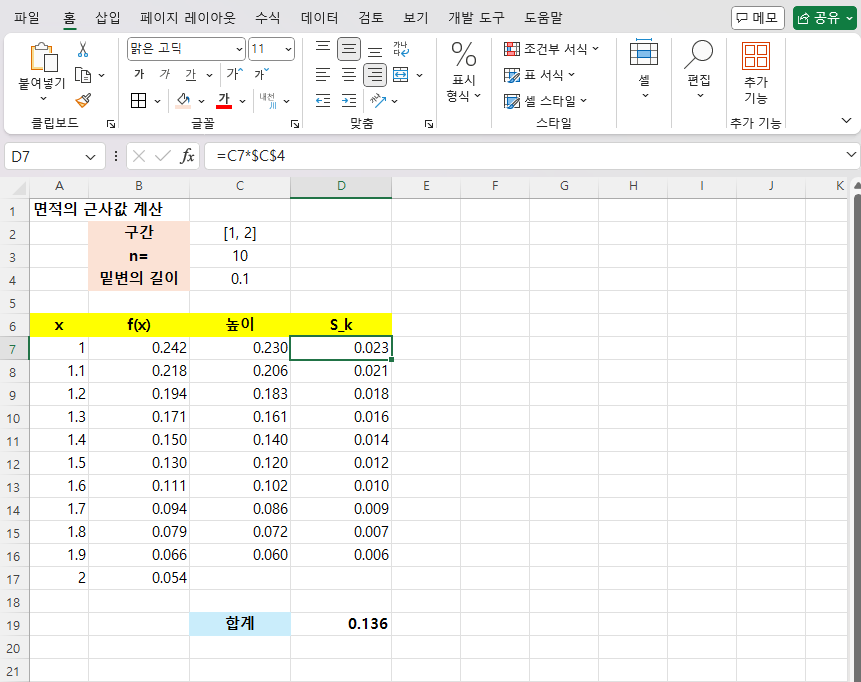 파일 홈 삽입 페이지 레이아웃 수식 데이터 검토 보기 개발 도구 도움말 메모 공유
붙여넣기
클립보드
맑은 고딕 11
가 가 가 가 가
가 내천
글꼴
가나다
맞춤
%
표시
형식
조건부 서식
표 서식
셀 스타일
스타일
셀
편집
추가
기능
추가 기능
D7 fx =C7*$C$4
A B C D E F G H I J K
1 면적의 근사값 계산
2 구간 [1, 2]
3 n= 10
4 밑변의 길이 0.1
5
6 x f(x) 높이 S_k
7 1 0.242 0.230 0.023
8 1.1 0.218 0.206 0.021
9 1.2 0.194 0.183 0.018
10 1.3 0.171 0.161 0.016
11 1.4 0.150 0.140 0.014
12 1.5 0.130 0.120 0.012
13 1.6 0.111 0.102 0.010
14 1.7 0.094 0.086 0.009
15 1.8 0.079 0.072 0.007
16 1.9 0.066 0.060 0.006
17 2 0.054
18
19 합계 0.136
20
21